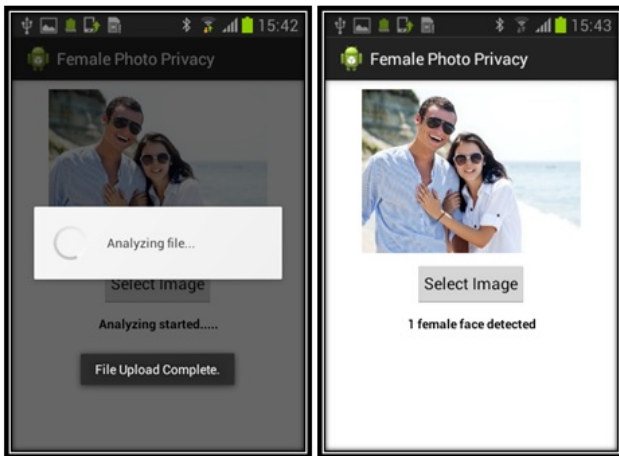 15:42
Female Photo Privacy
Analyzing file...
Select Image
Analyzing started.....
File Upload Complete.
15:43
Female Photo Privacy
Select Image
1 female face detected